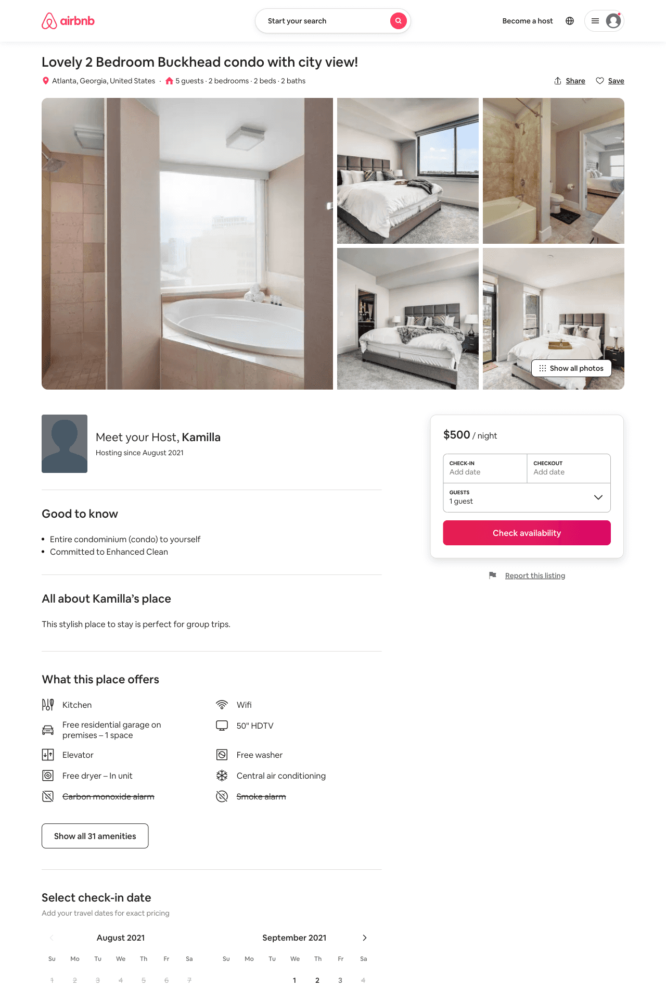 airbnb
Start your search
Become a host
Lovely 2 Bedroom Buckhead condo with city view!
Atlanta, Georgia, United States · 5 guests · 2 bedrooms · 2 beds · 2 baths
Share
Save
Show all photos
Meet your Host, Kamilla
Hosting since August 2021
$500 / night
CHECK-IN
Add date
CHECKOUT
Add date
GUESTS
1 guest
Check availability
Report this listing
Good to know
• Entire condominium (condo) to yourself
• Committed to Enhanced Clean
All about Kamilla’s place
This stylish place to stay is perfect for group trips.
What this place offers
Kitchen
Wifi
Free residential garage on
premises – 1 space
50" HDTV
Elevator
Free washer
Free dryer – In unit
Central air conditioning
Carbon monoxide alarm
Smoke alarm
Show all 31 amenities
Select check-in date
Add your travel dates for exact pricing
August 2021
Su Mo Tu We Th Fr Sa
1 2 3 4 5 6 7
September 2021
Su Mo Tu We Th Fr Sa
1 2 3 4